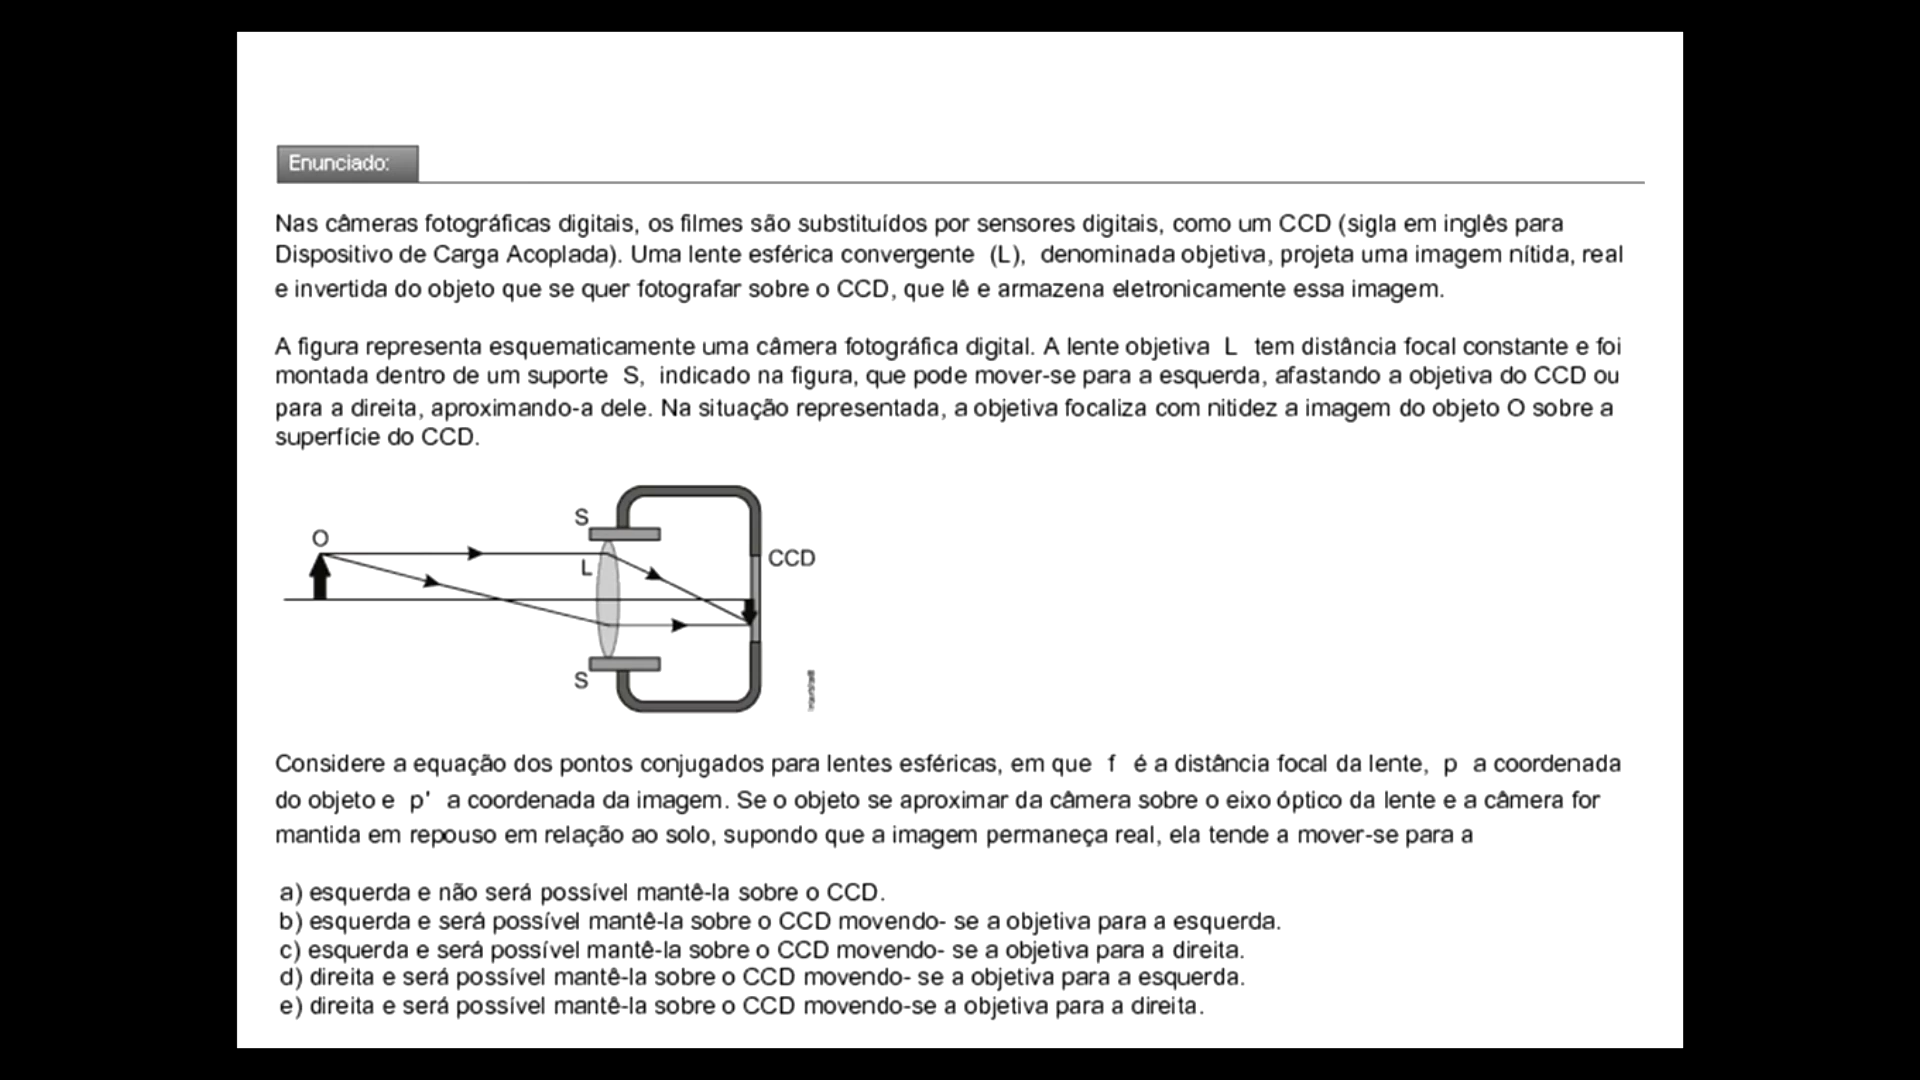 Enunciado:
Nas câmeras fotográficas digitais, os filmes são substituídos por sensores digitais, como um CCD (sigla em inglês para
Dispositivo de Carga Acoplada). Uma lente esférica convergente (L), denominada objetiva, projeta uma imagem nítida, real
e invertida do objeto que se quer fotografar sobre o CCD, que lê e armazena eletronicamente essa imagem.
A figura representa esquematicamente uma câmera fotográfica digital. A lente objetiva L tem distância focal constante e foi
montada dentro de um suporte S, indicado na figura, que pode mover-se para a esquerda, afastando a objetiva do CCD ou
para a direita, aproximando-a dele. Na situação representada, a objetiva focaliza com nitidez a imagem do objeto O sobre a
superfície do CCD.
S
O
CCD
L
S
Considere a equação dos pontos conjugados para lentes esféricas, em que f é a distância focal da lente, p a coordenada
do objeto e p' a coordenada da imagem. Se o objeto se aproximar da câmera sobre o eixo óptico da lente e a câmera for
mantida em repouso em relação ao solo, supondo que a imagem permaneça real, ela tende a mover-se para a
a) esquerda e não será possível mantê-la sobre o CCD.
b) esquerda e será possível mantê-la sobre o CCD movendo- se a objetiva para a esquerda.
c) esquerda e será possível mantê-la sobre o CCD movendo- se a objetiva para a direita.
d) direita e será possível mantê-la sobre o CCD movendo- se a objetiva para a esquerda.
e) direita e será possível mantê-la sobre o CCD movendo-se a objetiva para a direita.